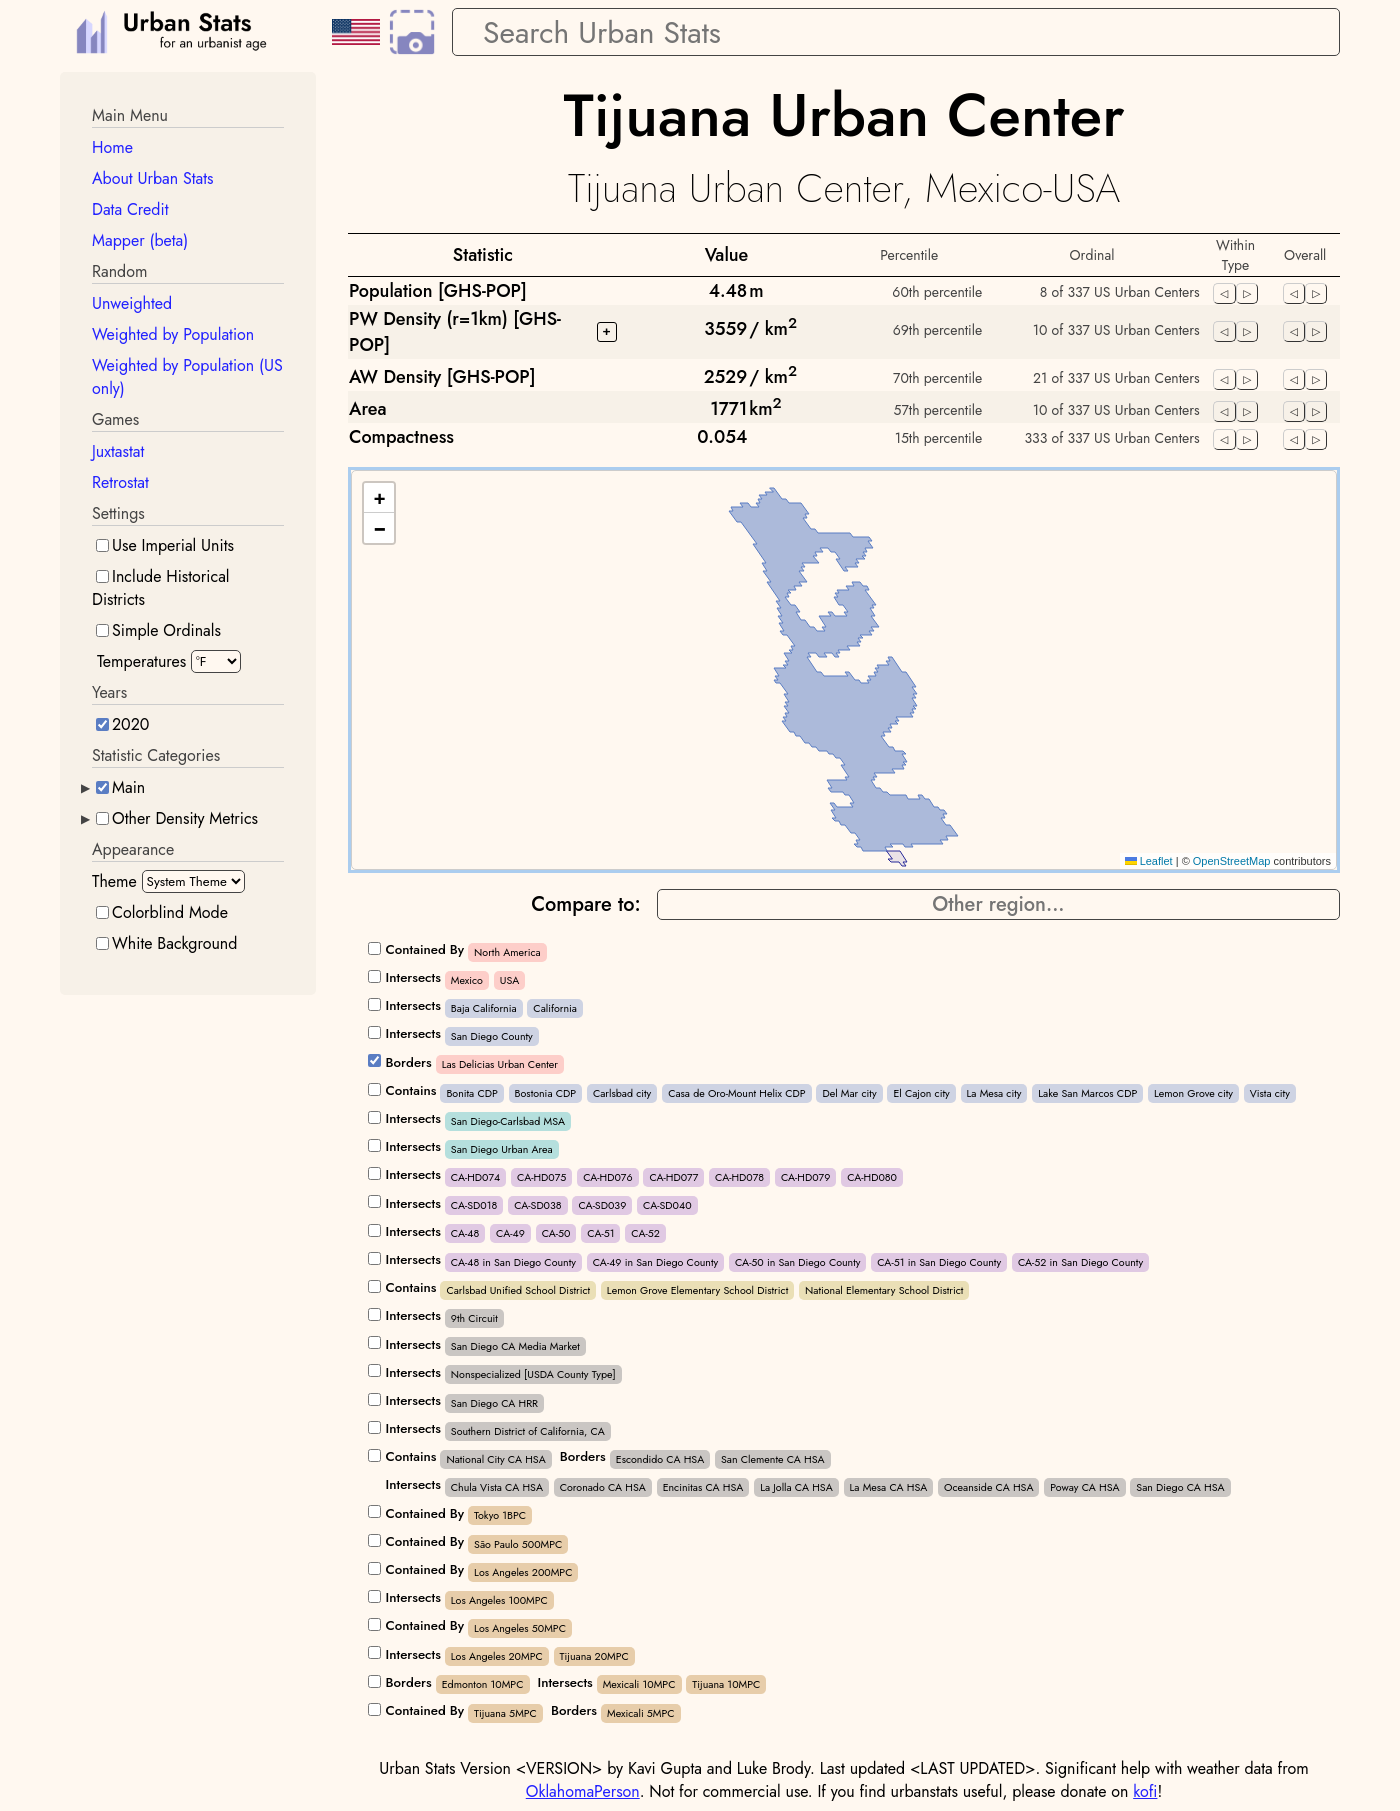 Urban Stats
for an urbanist age
Search Urban Stats
Main Menu
Home
About Urban Stats
Data Credit
Mapper (beta)
Random
Unweighted
Weighted by Population
Weighted by Population (US
only)
Games
Juxtastat
Retrostat
Settings
Use Imperial Units
Include Historical
Districts
Simple Ordinals
Temperatures °F
Years
2020
Statistic Categories
Main
Other Density Metrics
Appearance
Theme System Theme
Colorblind Mode
White Background
Tijuana Urban Center
Tijuana Urban Center, Mexico-USA
Statistic Value Percentile Ordinal Within Type Overall
Population [GHS-POP] 4.48 m 60th percentile 8 of 337 US Urban Centers
PW Density (r=1km) [GHS-POP] + 3559 / km2 69th percentile 10 of 337 US Urban Centers
AW Density [GHS-POP] 2529 / km2 70th percentile 21 of 337 US Urban Centers
Area 1771 km2 57th percentile 10 of 337 US Urban Centers
Compactness 0.054 15th percentile 333 of 337 US Urban Centers
+
−
Leaflet | © OpenStreetMap contributors
Compare to: Other region...
Contained By North America
Intersects Mexico USA
Intersects Baja California California
Intersects San Diego County
Borders Las Delicias Urban Center
Contains Bonita CDP Bostonia CDP Carlsbad city Casa de Oro-Mount Helix CDP Del Mar city El Cajon city La Mesa city Lake San Marcos CDP Lemon Grove city Vista city
Intersects San Diego-Carlsbad MSA
Intersects San Diego Urban Area
Intersects CA-HD074 CA-HD075 CA-HD076 CA-HD077 CA-HD078 CA-HD079 CA-HD080
Intersects CA-SD018 CA-SD038 CA-SD039 CA-SD040
Intersects CA-48 CA-49 CA-50 CA-51 CA-52
Intersects CA-48 in San Diego County CA-49 in San Diego County CA-50 in San Diego County CA-51 in San Diego County CA-52 in San Diego County
Contains Carlsbad Unified School District Lemon Grove Elementary School District National Elementary School District
Intersects 9th Circuit
Intersects San Diego CA Media Market
Intersects Nonspecialized [USDA County Type]
Intersects San Diego CA HRR
Intersects Southern District of California, CA
Contains National City CA HSA Borders Escondido CA HSA San Clemente CA HSA
Intersects Chula Vista CA HSA Coronado CA HSA Encinitas CA HSA La Jolla CA HSA La Mesa CA HSA Oceanside CA HSA Poway CA HSA San Diego CA HSA
Contained By Tokyo 1BPC
Contained By São Paulo 500MPC
Contained By Los Angeles 200MPC
Intersects Los Angeles 100MPC
Contained By Los Angeles 50MPC
Intersects Los Angeles 20MPC Tijuana 20MPC
Borders Edmonton 10MPC Intersects Mexicali 10MPC Tijuana 10MPC
Contained By Tijuana 5MPC Borders Mexicali 5MPC
Urban Stats Version <VERSION> by Kavi Gupta and Luke Brody. Last updated <LAST UPDATED>. Significant help with weather data from
OklahomaPerson. Not for commercial use. If you find urbanstats useful, please donate on kofi!